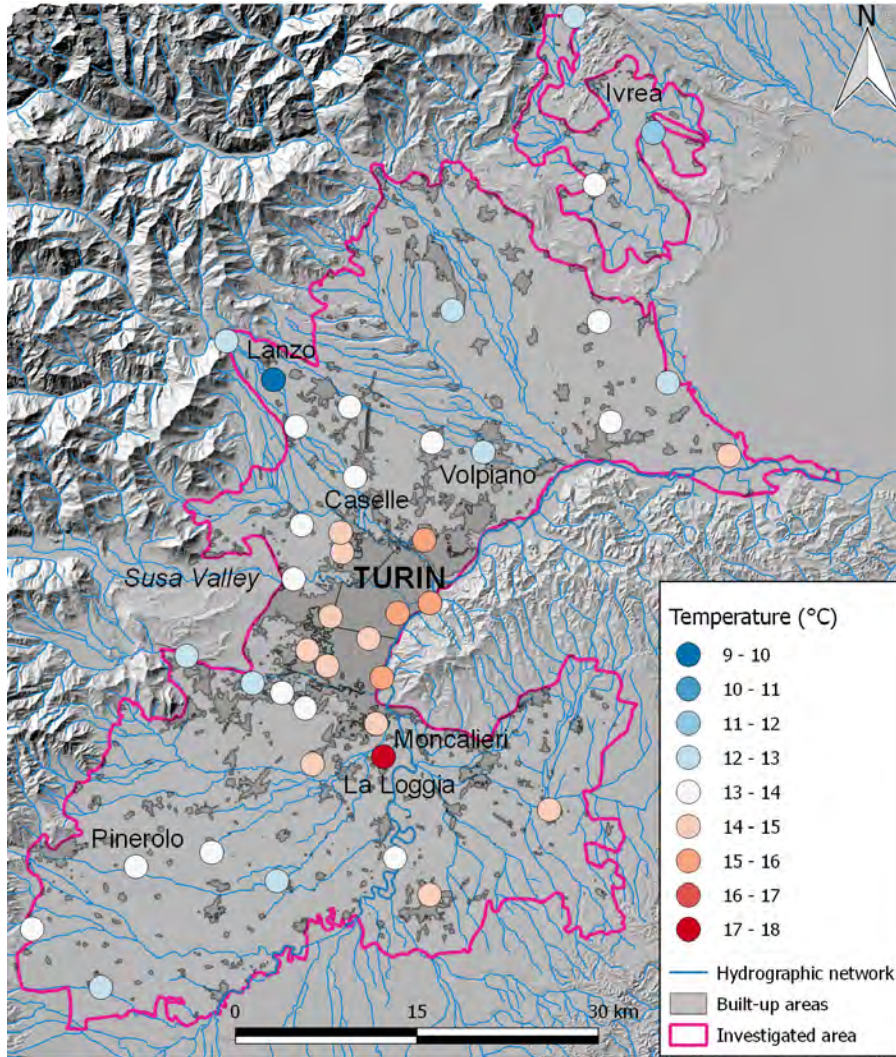 N
Ivrea
Lanzo
Volpiano
Caselle
Susa Valley
TURIN
Moncalieri
La Loggia
Pinerolo
Temperature (°C)
9 - 10
10 - 11
11 - 12
12 - 13
13 - 14
14 - 15
15 - 16
16 - 17
17 - 18
Hydrographic network
Built-up areas
Investigated area
0 15 30 km